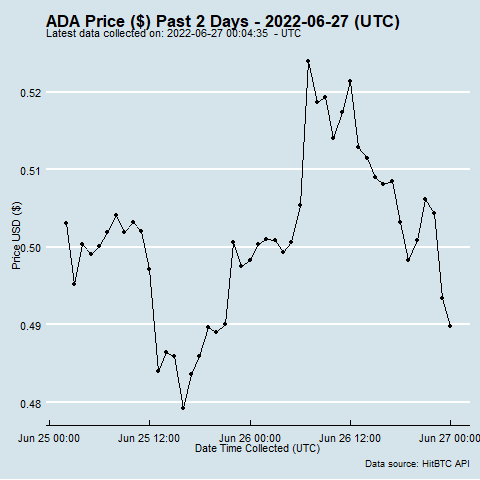 ADA Price ($) Past 2 Days - 2022-06-27 (UTC)
Latest data collected on: 2022-06-27 00:04:35  - UTC
0.52
0.51
0.50
0.49
0.48
Price USD ($)
Jun 25 00:00
Jun 25 12:00
Jun 26 00:00
Jun 26 12:00
Jun 27 00:00
Date Time Collected (UTC)
Data source: HitBTC API